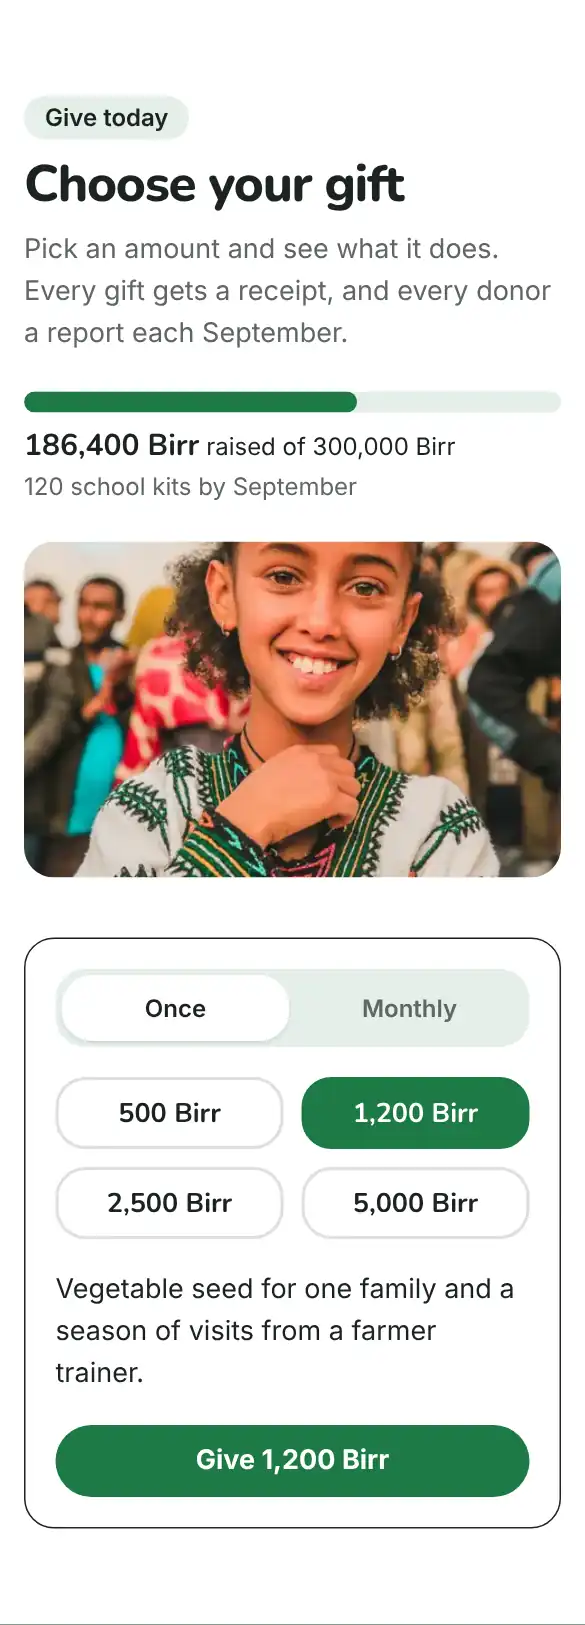 Give today
Choose your gift
Pick an amount and see what it does.
Every gift gets a receipt, and every donor
a report each September.
186,400 Birr raised of 300,000 Birr
120 school kits by September
Once
Monthly
500 Birr
1,200 Birr
2,500 Birr
5,000 Birr
Vegetable seed for one family and a
season of visits from a farmer
trainer.
Give 1,200 Birr